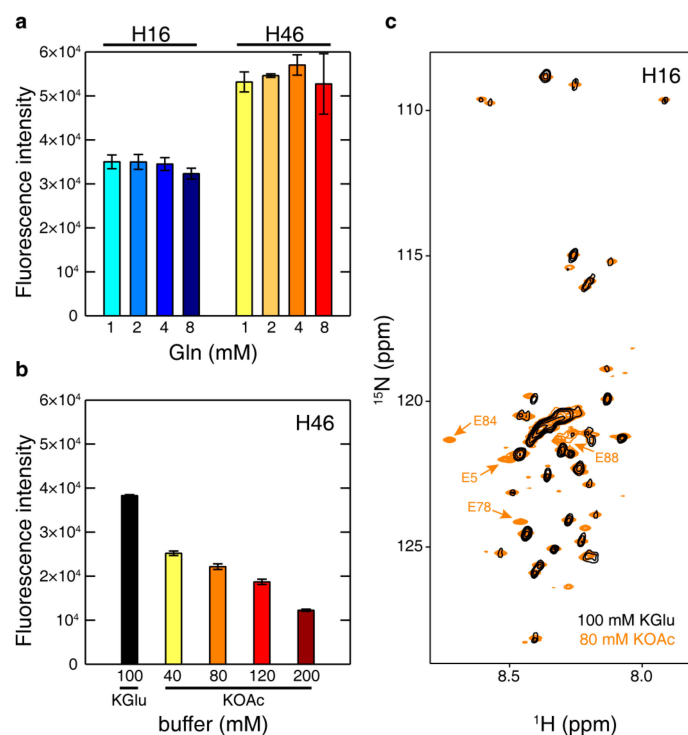 a
H16 H46
6×10⁴
5×10⁴
4×10⁴
3×10⁴
2×10⁴
10⁴
0
Fluorescence intensity
1 2 4 8 1 2 4 8
Gln (mM)
b
H46
6×10⁴
5×10⁴
4×10⁴
3×10⁴
2×10⁴
10⁴
0
Fluorescence intensity
100 40 80 120 200
KGlu KOAc
buffer (mM)
c
H16
110
115
120
125
¹⁵N (ppm)
E84
E88
E5
E78
100 mM KGlu
80 mM KOAc
8.5 8.0
¹H (ppm)